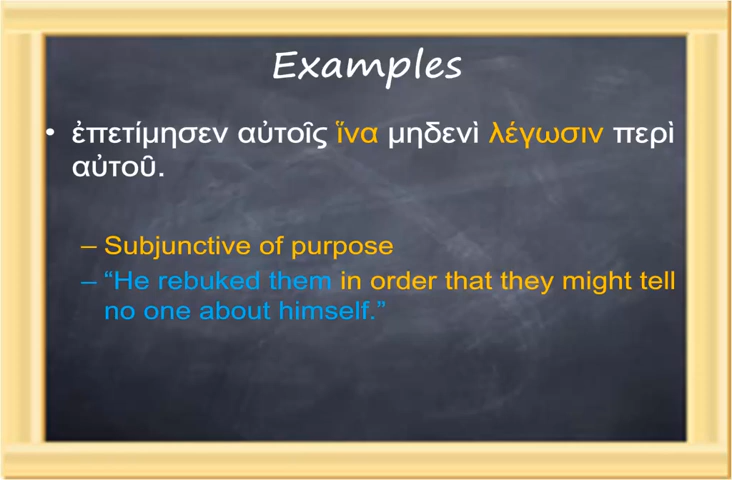 Examples
• ἐπετίμησεν αὐτοῖς ἵνα μηδενὶ λέγωσιν περὶ
αὐτοῦ.
– Subjunctive of purpose
– “He rebuked them in order that they might tell
no one about himself.”